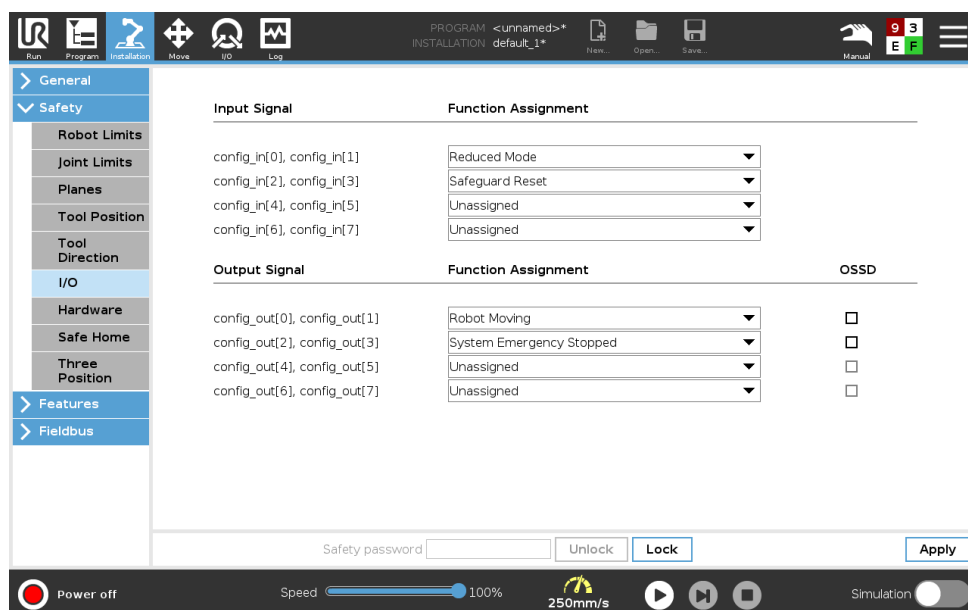 PROGRAM <unnamed>*
INSTALLATION default_1*
UR
Run
Program
Installation
Move
I/O
Log
New...
Open...
Save...
Manual
9 3
E F
General
Safety
Robot Limits
Joint Limits
Planes
Tool Position
Tool
Direction
I/O
Hardware
Safe Home
Three
Position
Features
Fieldbus
Input Signal Function Assignment
config_in[0], config_in[1] Reduced Mode
config_in[2], config_in[3] Safeguard Reset
config_in[4], config_in[5] Unassigned
config_in[6], config_in[7] Unassigned
Output Signal Function Assignment OSSD
config_out[0], config_out[1] Robot Moving
config_out[2], config_out[3] System Emergency Stopped
config_out[4], config_out[5] Unassigned
config_out[6], config_out[7] Unassigned
Safety password Unlock Lock Apply
Power off Speed 100% 250mm/s Simulation